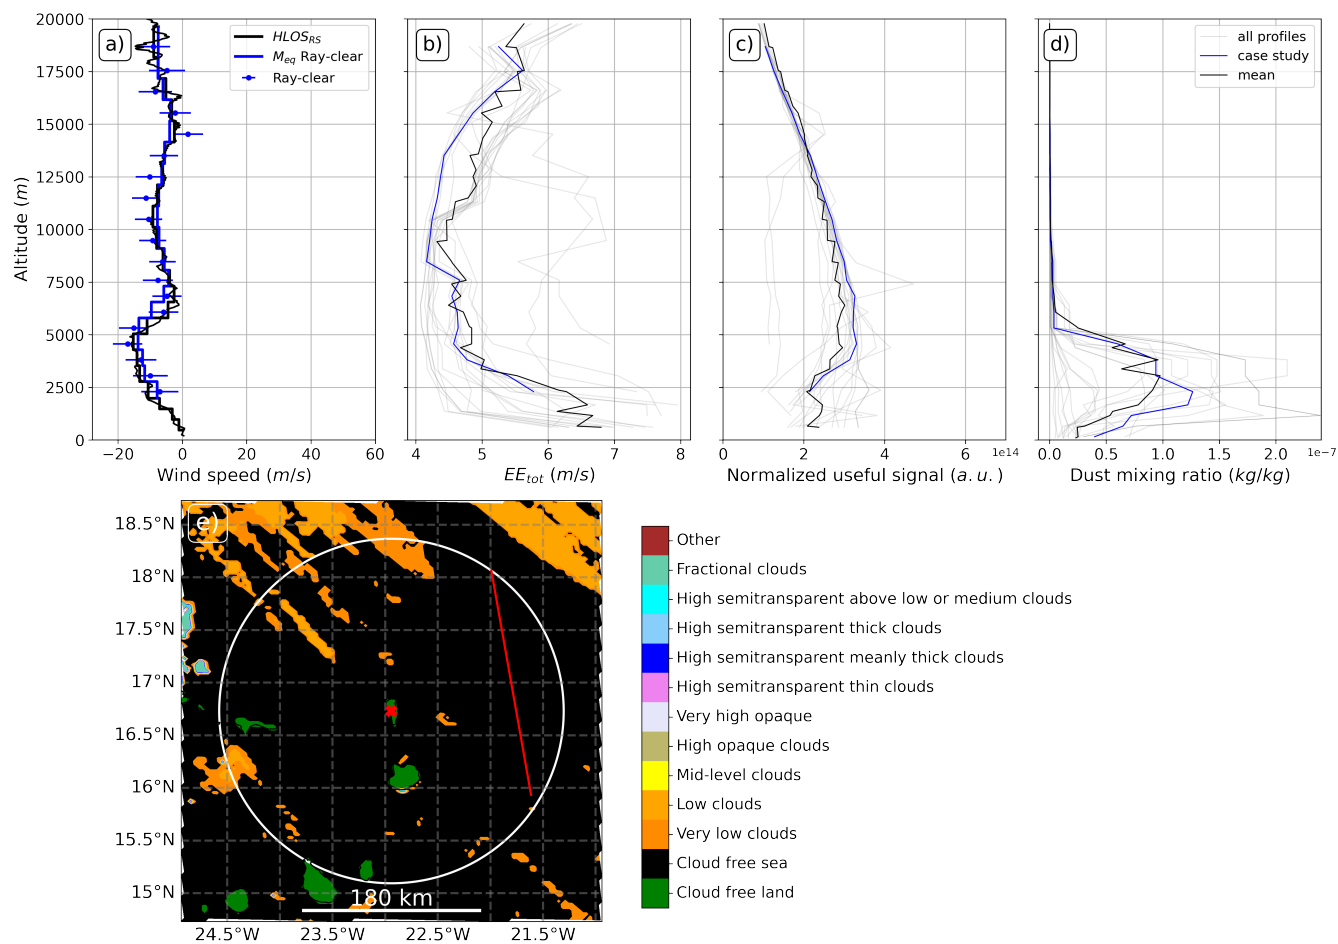 20000
17500
15000
12500
10000
7500
5000
2500
0
Altitude (m)
a)
HLOS_RS
M_eq Ray-clear
Ray-clear
−20 0 20 40 60
Wind speed (m/s)
b)
4 5 6 7 8
EE_tot (m/s)
c)
0 2 4 6
1e14
Normalized useful signal (a. u.)
d)
all profiles
case study
mean
0.0 0.5 1.0 1.5 2.0
1e−7
Dust mixing ratio (kg/kg)
e)
18.5°N
18°N
17.5°N
17°N
16.5°N
16°N
15.5°N
15°N
180 km
24.5°W 23.5°W 22.5°W 21.5°W
Other
Fractional clouds
High semitransparent above low or medium clouds
High semitransparent thick clouds
High semitransparent meanly thick clouds
High semitransparent thin clouds
Very high opaque
High opaque clouds
Mid-level clouds
Low clouds
Very low clouds
Cloud free sea
Cloud free land